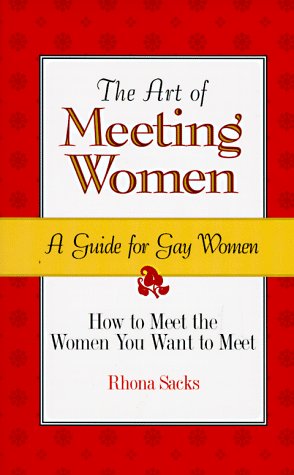 The Art of
Meeting
Women
A Guide for Gay Women
How to Meet the
Women You Want to Meet
Rhona Sacks